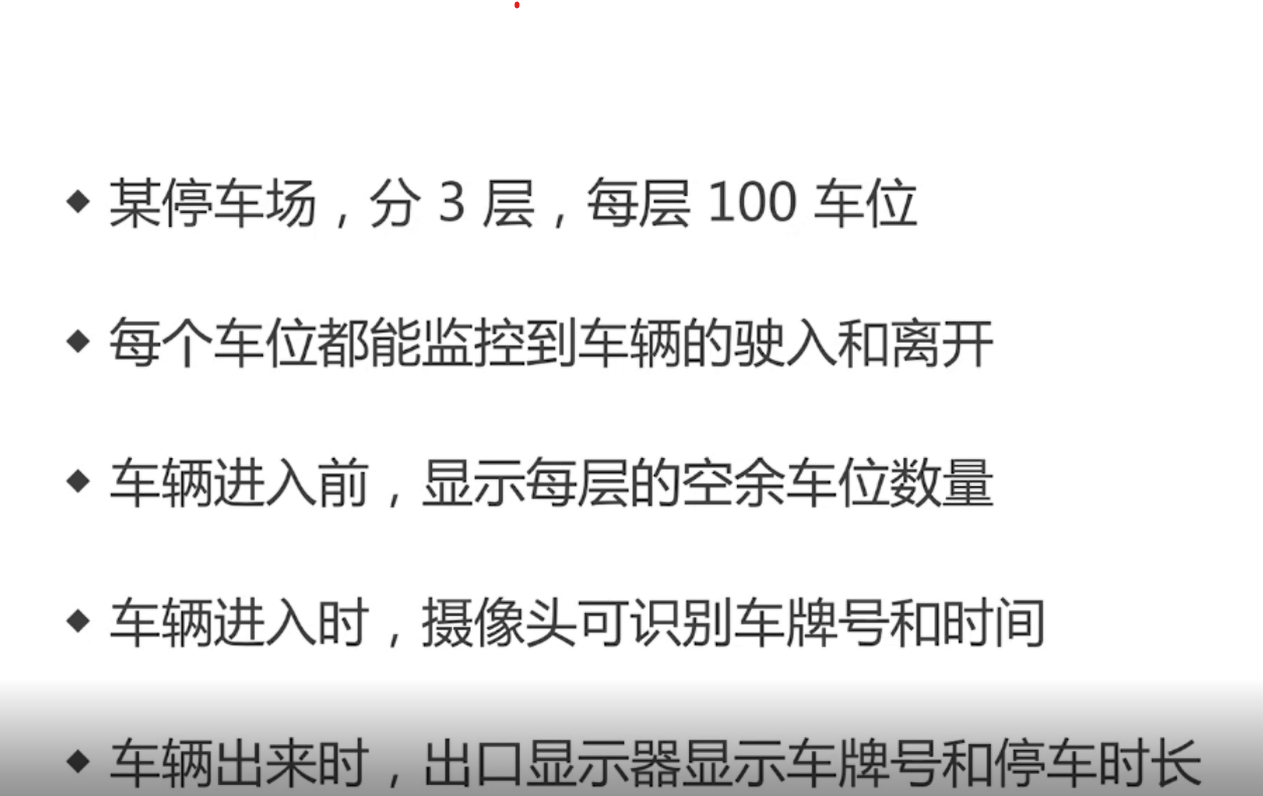 ◆ 某停车场，分 3 层，每层 100 车位
◆ 每个车位都能监控到车辆的驶入和离开
◆ 车辆进入前，显示每层的空余车位数量
◆ 车辆进入时，摄像头可识别车牌号和时间
◆ 车辆出来时，出口显示器显示车牌号和停车时长